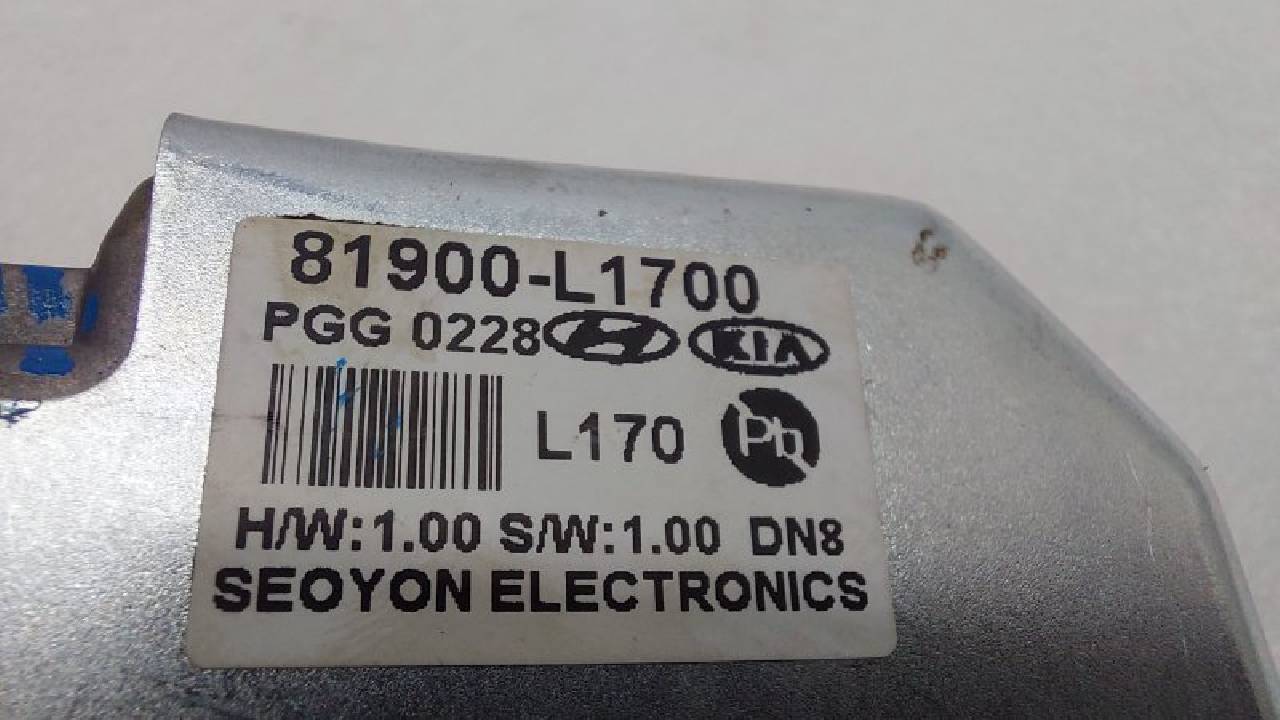 81900-L1700
PGG 0228 KIA
L170 Pb
H/W:1.00 S/W:1.00 DN8
SEOYON ELECTRONICS